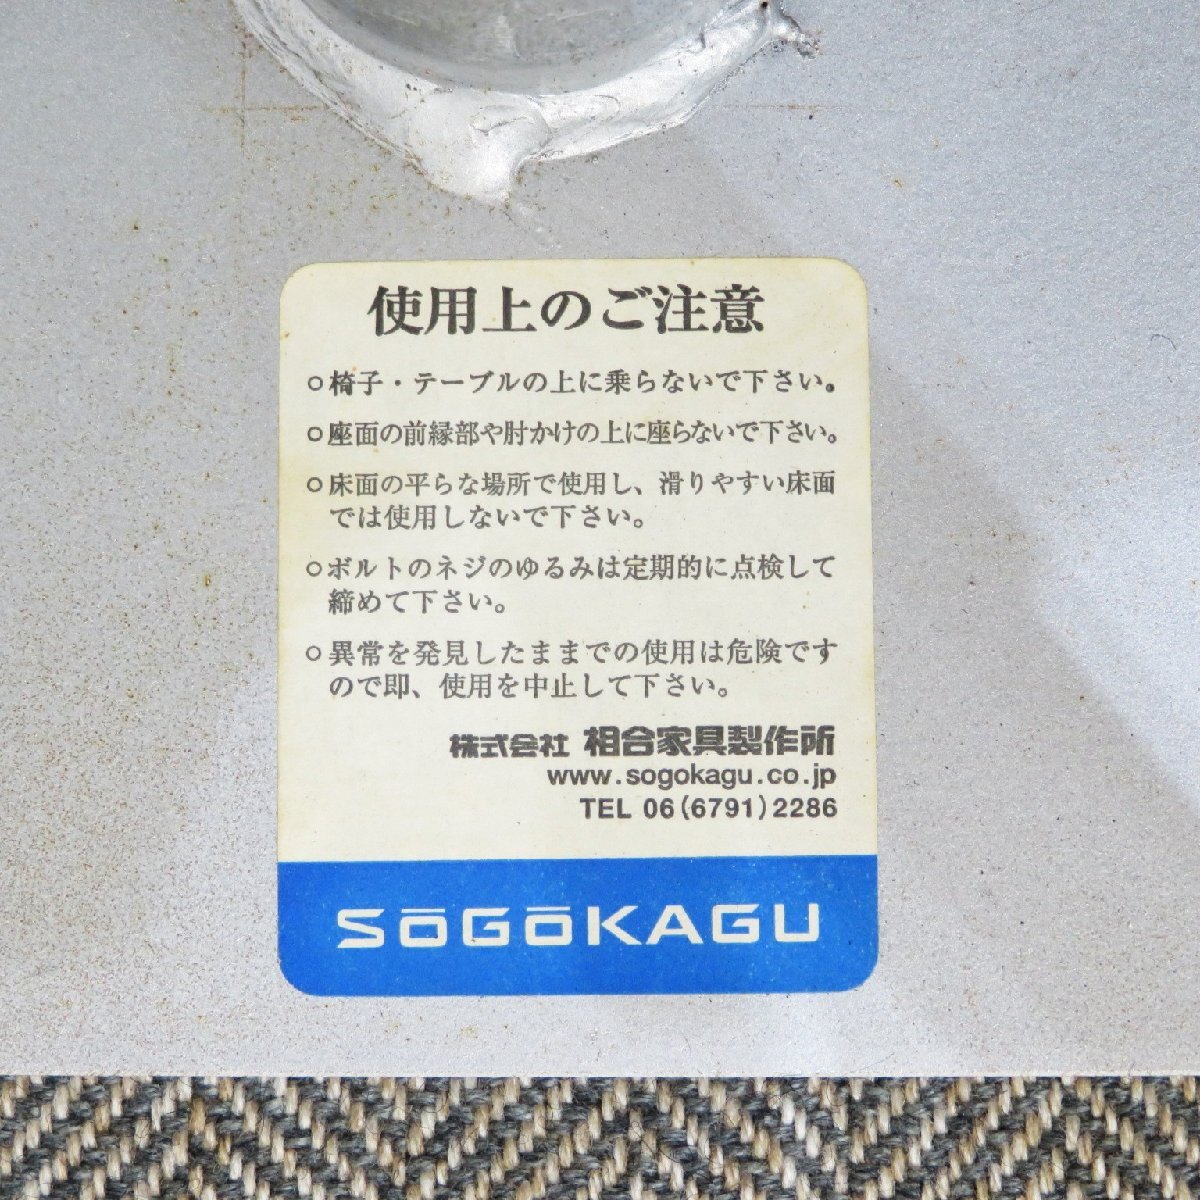 使用上のご注意
○椅子・テーブルの上に乗らないで下さい。
○座面の前縁部や肘かけの上に座らないで下さい。
○床面の平らな場所で使用し、滑りやすい床面
では使用しないで下さい。
○ボルトのネジのゆるみは定期的に点検して
締めて下さい。
○異常を発見したままでの使用は危険です
ので即、使用を中止して下さい。
株式会社 相合家具製作所
www.sogokagu.co.jp
TEL 06(6791)2286
SōGōKAGU